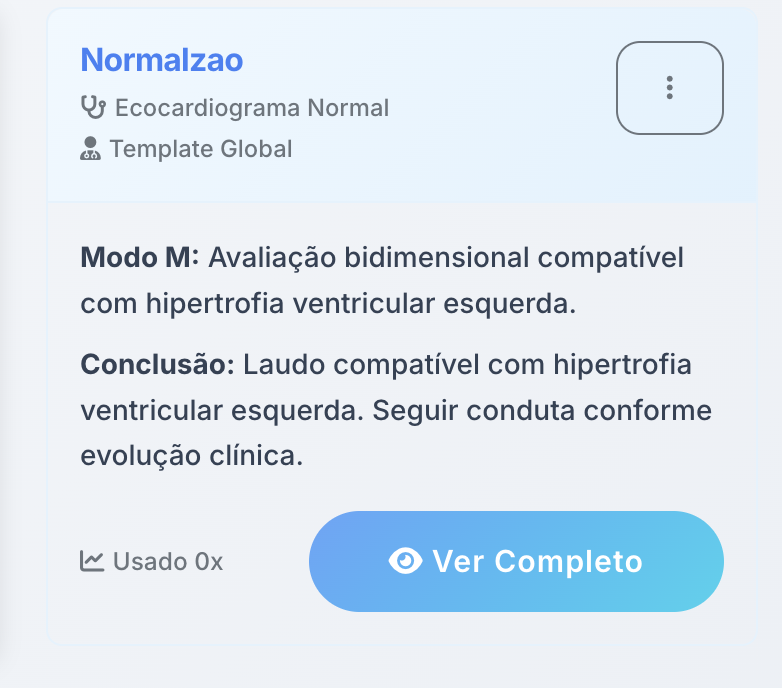 Normalzao
Ecocardiograma Normal
Template Global
Modo M: Avaliação bidimensional compatível
com hipertrofia ventricular esquerda.
Conclusão: Laudo compatível com hipertrofia
ventricular esquerda. Seguir conduta conforme
evolução clínica.
Usado 0x
Ver Completo